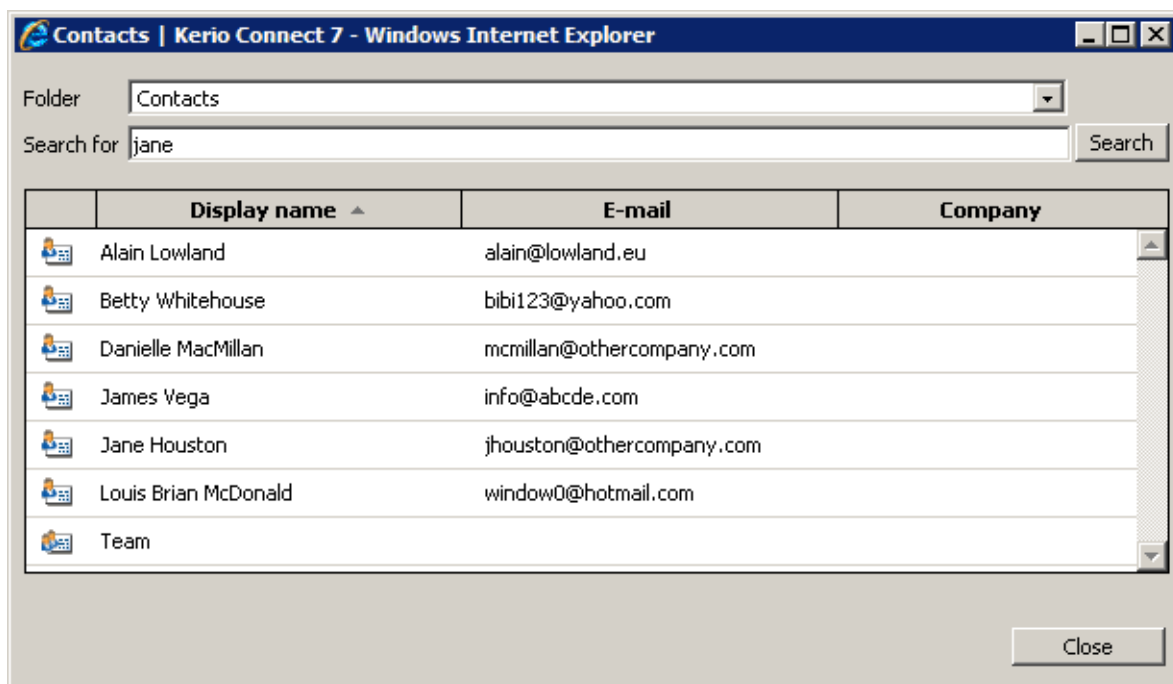 Contacts | Kerio Connect 7 - Windows Internet Explorer
Folder Contacts
Search for jane Search
Display name E-mail Company
Alain Lowland alain@lowland.eu
Betty Whitehouse bibi123@yahoo.com
Danielle MacMillan mcmillan@othercompany.com
James Vega info@abcde.com
Jane Houston jhouston@othercompany.com
Louis Brian McDonald window0@hotmail.com
Team
Close